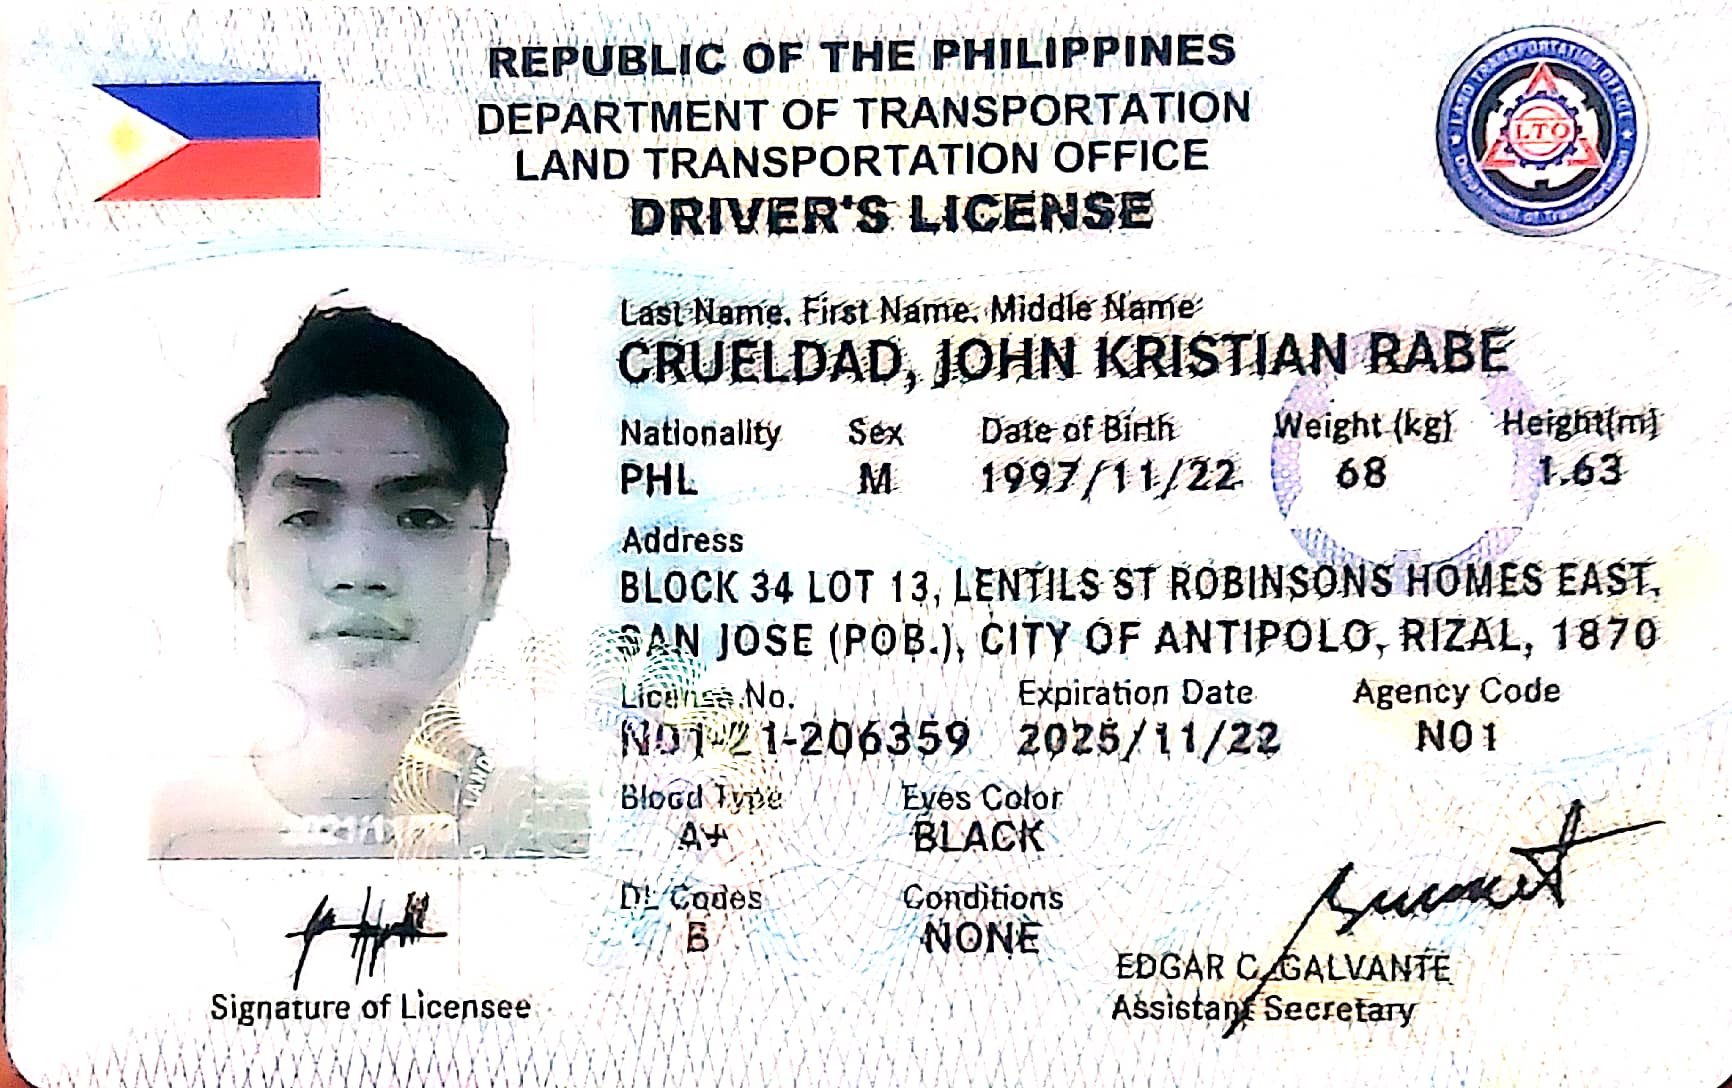 REPUBLIC OF THE PHILIPPINES
DEPARTMENT OF TRANSPORTATION
LAND TRANSPORTATION OFFICE
DRIVER'S LICENSE
LAND TRANSPORTATION OFFICE
LTO
Department of Transportation
Last Name, First Name, Middle Name
CRUELDAD, JOHN KRISTIAN RABE
Nationality Sex Date of Birth Weight (kg) Height(m)
PHL M 1997/11/22 68 1.63
Address
BLOCK 34 LOT 13, LENTILS ST ROBINSONS HOMES EAST,
SAN JOSE (POB.), CITY OF ANTIPOLO, RIZAL, 1870
License No. Expiration Date Agency Code
N01-21-206359 2025/11/22 N01
Blood Type Eyes Color
A+ BLACK
DL Codes Conditions
B NONE
LAND
EDGAR C. GALVANTE
Assistant Secretary
Signature of Licensee